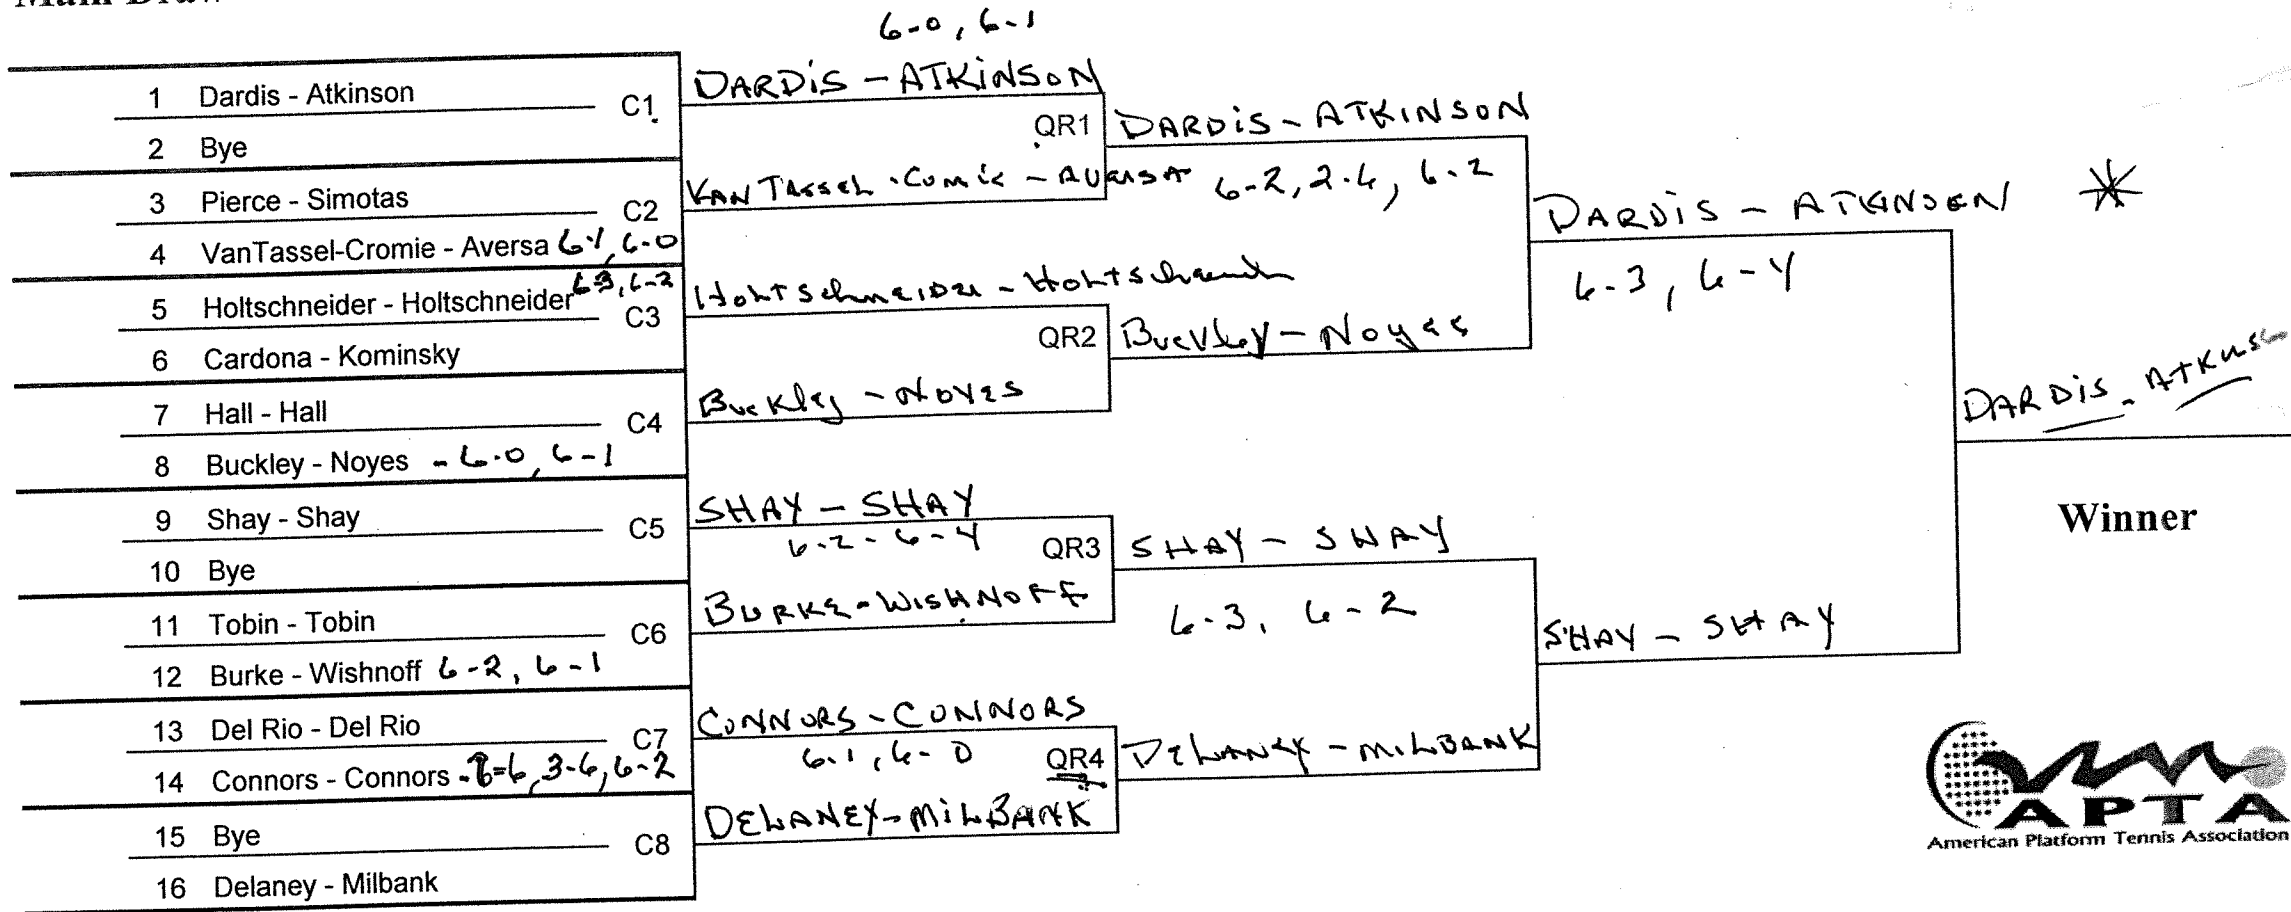 6-0, 6-1
1 Dardis - Atkinson
C1
2 Bye
3 Pierce - Simotas
C2
4 VanTassel-Cromie - Aversa 6-1, 6-0
5 Holtschneider - Holtschneider 6-3, 6-2
C3
6 Cardona - Kominsky
7 Hall - Hall
C4
8 Buckley - Noyes - 6-0, 6-1
9 Shay - Shay
C5
10 Bye
11 Tobin - Tobin
C6
12 Burke - Wishnoff 6-2, 6-1
13 Del Rio - Del Rio
C7
14 Connors - Connors - 6, 3-6, 6-2
15 Bye
C8
16 Delaney - Milbank
DARDIS - ATKINSON
QR1
VAN TASSEL - AVERSA
HOLTSCHNEIDER -
QR2
Buckley - NOYES
SHAY - SHAY
6-2 - 6-4
QR3
BURKE - WISHNOFF
CONNORS - CONNORS
6-1, 6-0
QR4
DELANEY - MILBANK
DARDIS - ATKINSON
6-2, 2-6, 6-2
Buckley - Noyes
SHAY - SHAY
6-3, 6-2
DELANEY - MILBANK
DARDIS - ATKINSON
6-3, 6-4
SHAY - SHAY
DARDIS - ATKINSON
Winner
APTA
American Platform Tennis Association